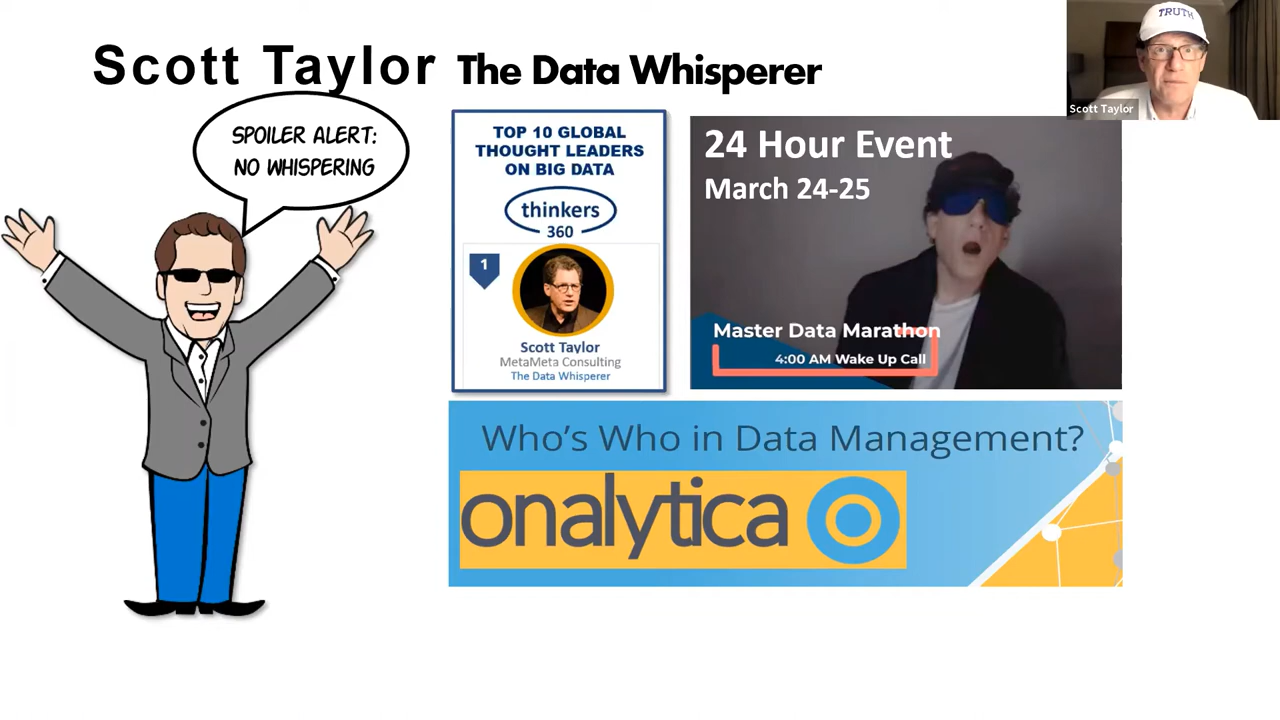 Scott Taylor The Data Whisperer
SPOILER ALERT:
NO WHISPERING
TOP 10 GLOBAL
THOUGHT LEADERS
ON BIG DATA
thinkers
360
1
Scott Taylor
MetaMeta Consulting
The Data Whisperer
24 Hour Event
March 24-25
Master Data Marathon
4:00 AM Wake Up Call
Who's Who in Data Management?
onalytica
TRUTH
Scott Taylor